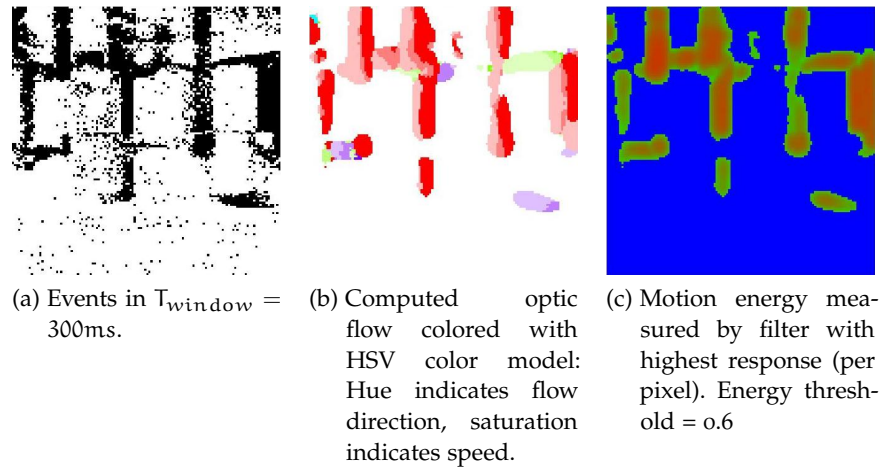 (a) Events in T_window =
300ms.
(b) Computed optic
flow colored with
HSV color model:
Hue indicates flow
direction, saturation
indicates speed.
(c) Motion energy mea-
sured by filter with
highest response (per
pixel). Energy thresh-
old = 0.6